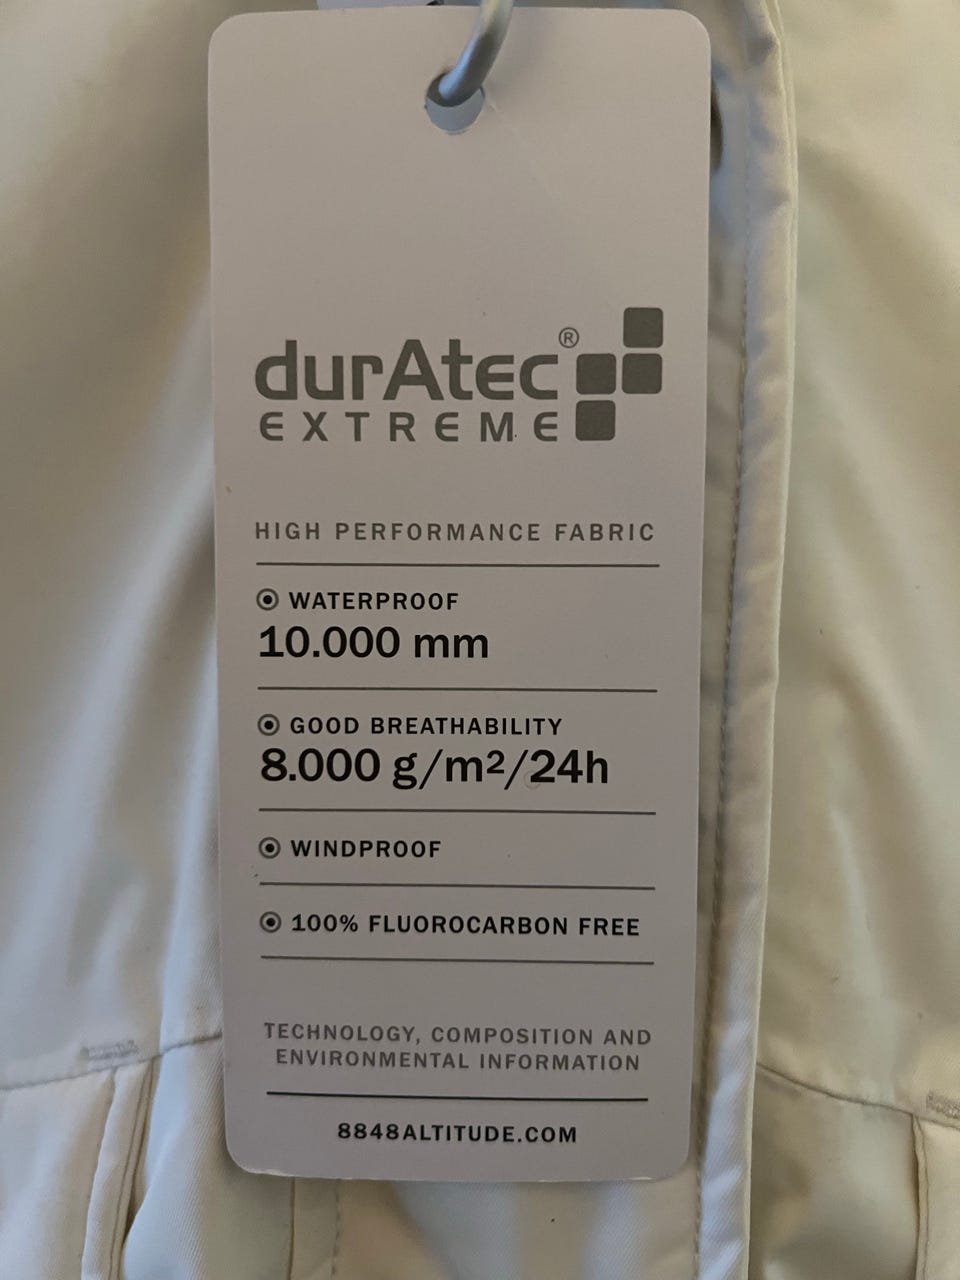 durAtec®
EXTREME
HIGH PERFORMANCE FABRIC
WATERPROOF
10.000 mm
GOOD BREATHABILITY
8.000 g/m²/24h
WINDPROOF
100% FLUOROCARBON FREE
TECHNOLOGY, COMPOSITION AND
ENVIRONMENTAL INFORMATION
8848ALTITUDE.COM